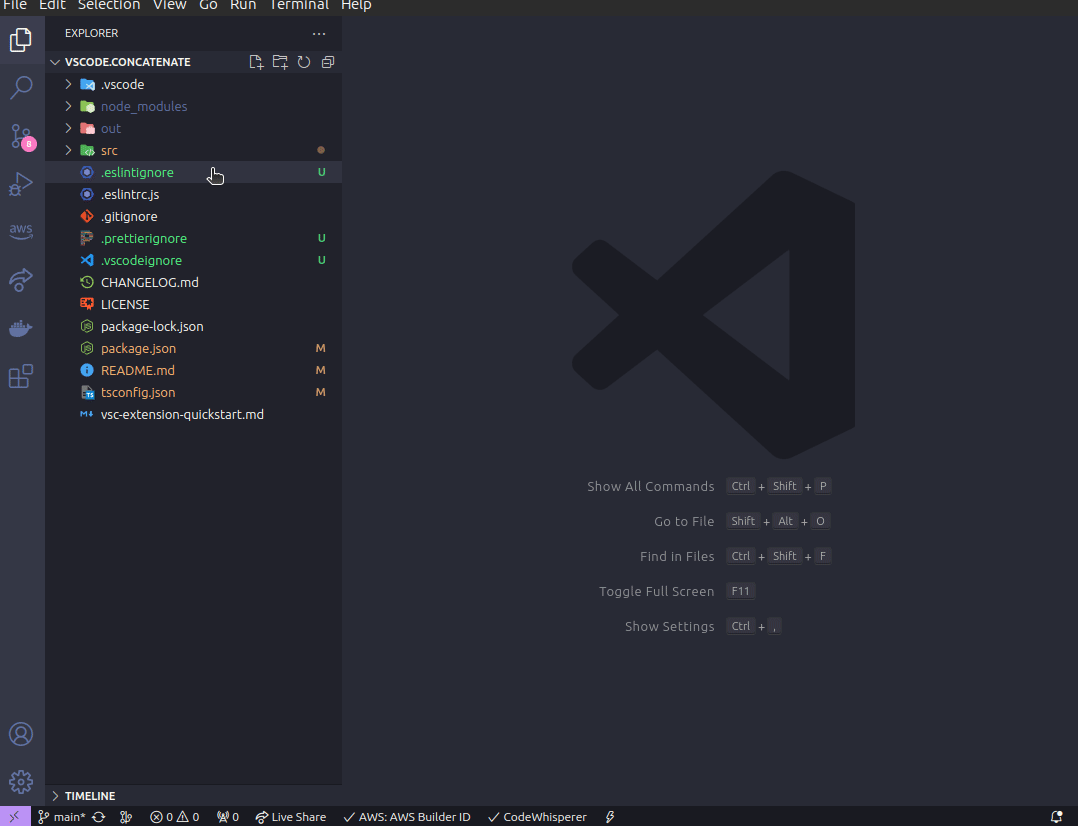 File Edit Selection View Go Run Terminal Help
EXPLORER
VSCODE.CONCATENATE
.vscode
node_modules
out
src
.eslintignore U
.eslintrc.js
.gitignore
.prettierignore U
.vscodeignore U
CHANGELOG.md
LICENSE
package-lock.json
package.json M
README.md M
tsconfig.json M
vsc-extension-quickstart.md
8
aws
Show All Commands Ctrl + Shift + P
Go to File Shift + Alt + O
Find in Files Ctrl + Shift + F
Toggle Full Screen F11
Show Settings Ctrl + ,
TIMELINE
main* 0 0 0 Live Share AWS: AWS Builder ID CodeWhisperer